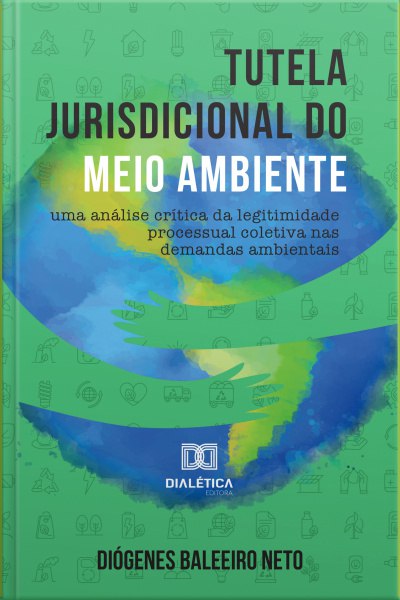 TUTELA
JURISDICIONAL DO
MEIO AMBIENTE
uma análise crítica da legitimidade
processual coletiva nas
demandas ambientais
DIALÉTICA
EDITORA
DIÓGENES BALEEIRO NETO